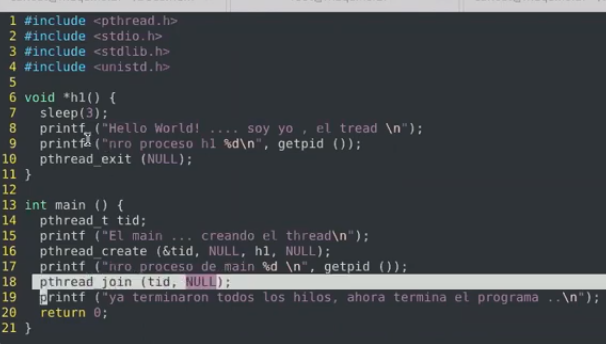 1 #include <pthread.h>
2 #include <stdio.h>
3 #include <stdlib.h>
4 #include <unistd.h>
5
6 void *h1() {
7   sleep(3);
8   printf ("Hello World! .... soy yo , el tread \n");
9   printf ("nro proceso h1 %d\n", getpid ());
10   pthread_exit (NULL);
11 }
12
13 int main () {
14   pthread_t tid;
15   printf ("El main ... creando el thread\n");
16   pthread_create (&tid, NULL, h1, NULL);
17   printf ("nro proceso de main %d \n", getpid ());
18   pthread_join (tid, NULL);
19   printf ("ya terminaron todos los hilos, ahora termina el programa ..\n");
20   return 0;
21 }